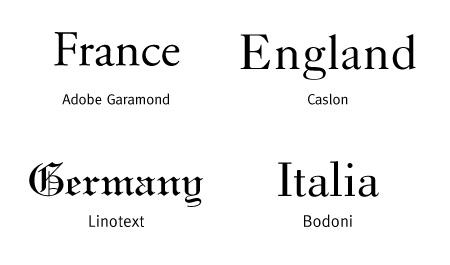 France
England
Adobe Garamond
Caslon
Germany
Italia
Linotext
Bodoni